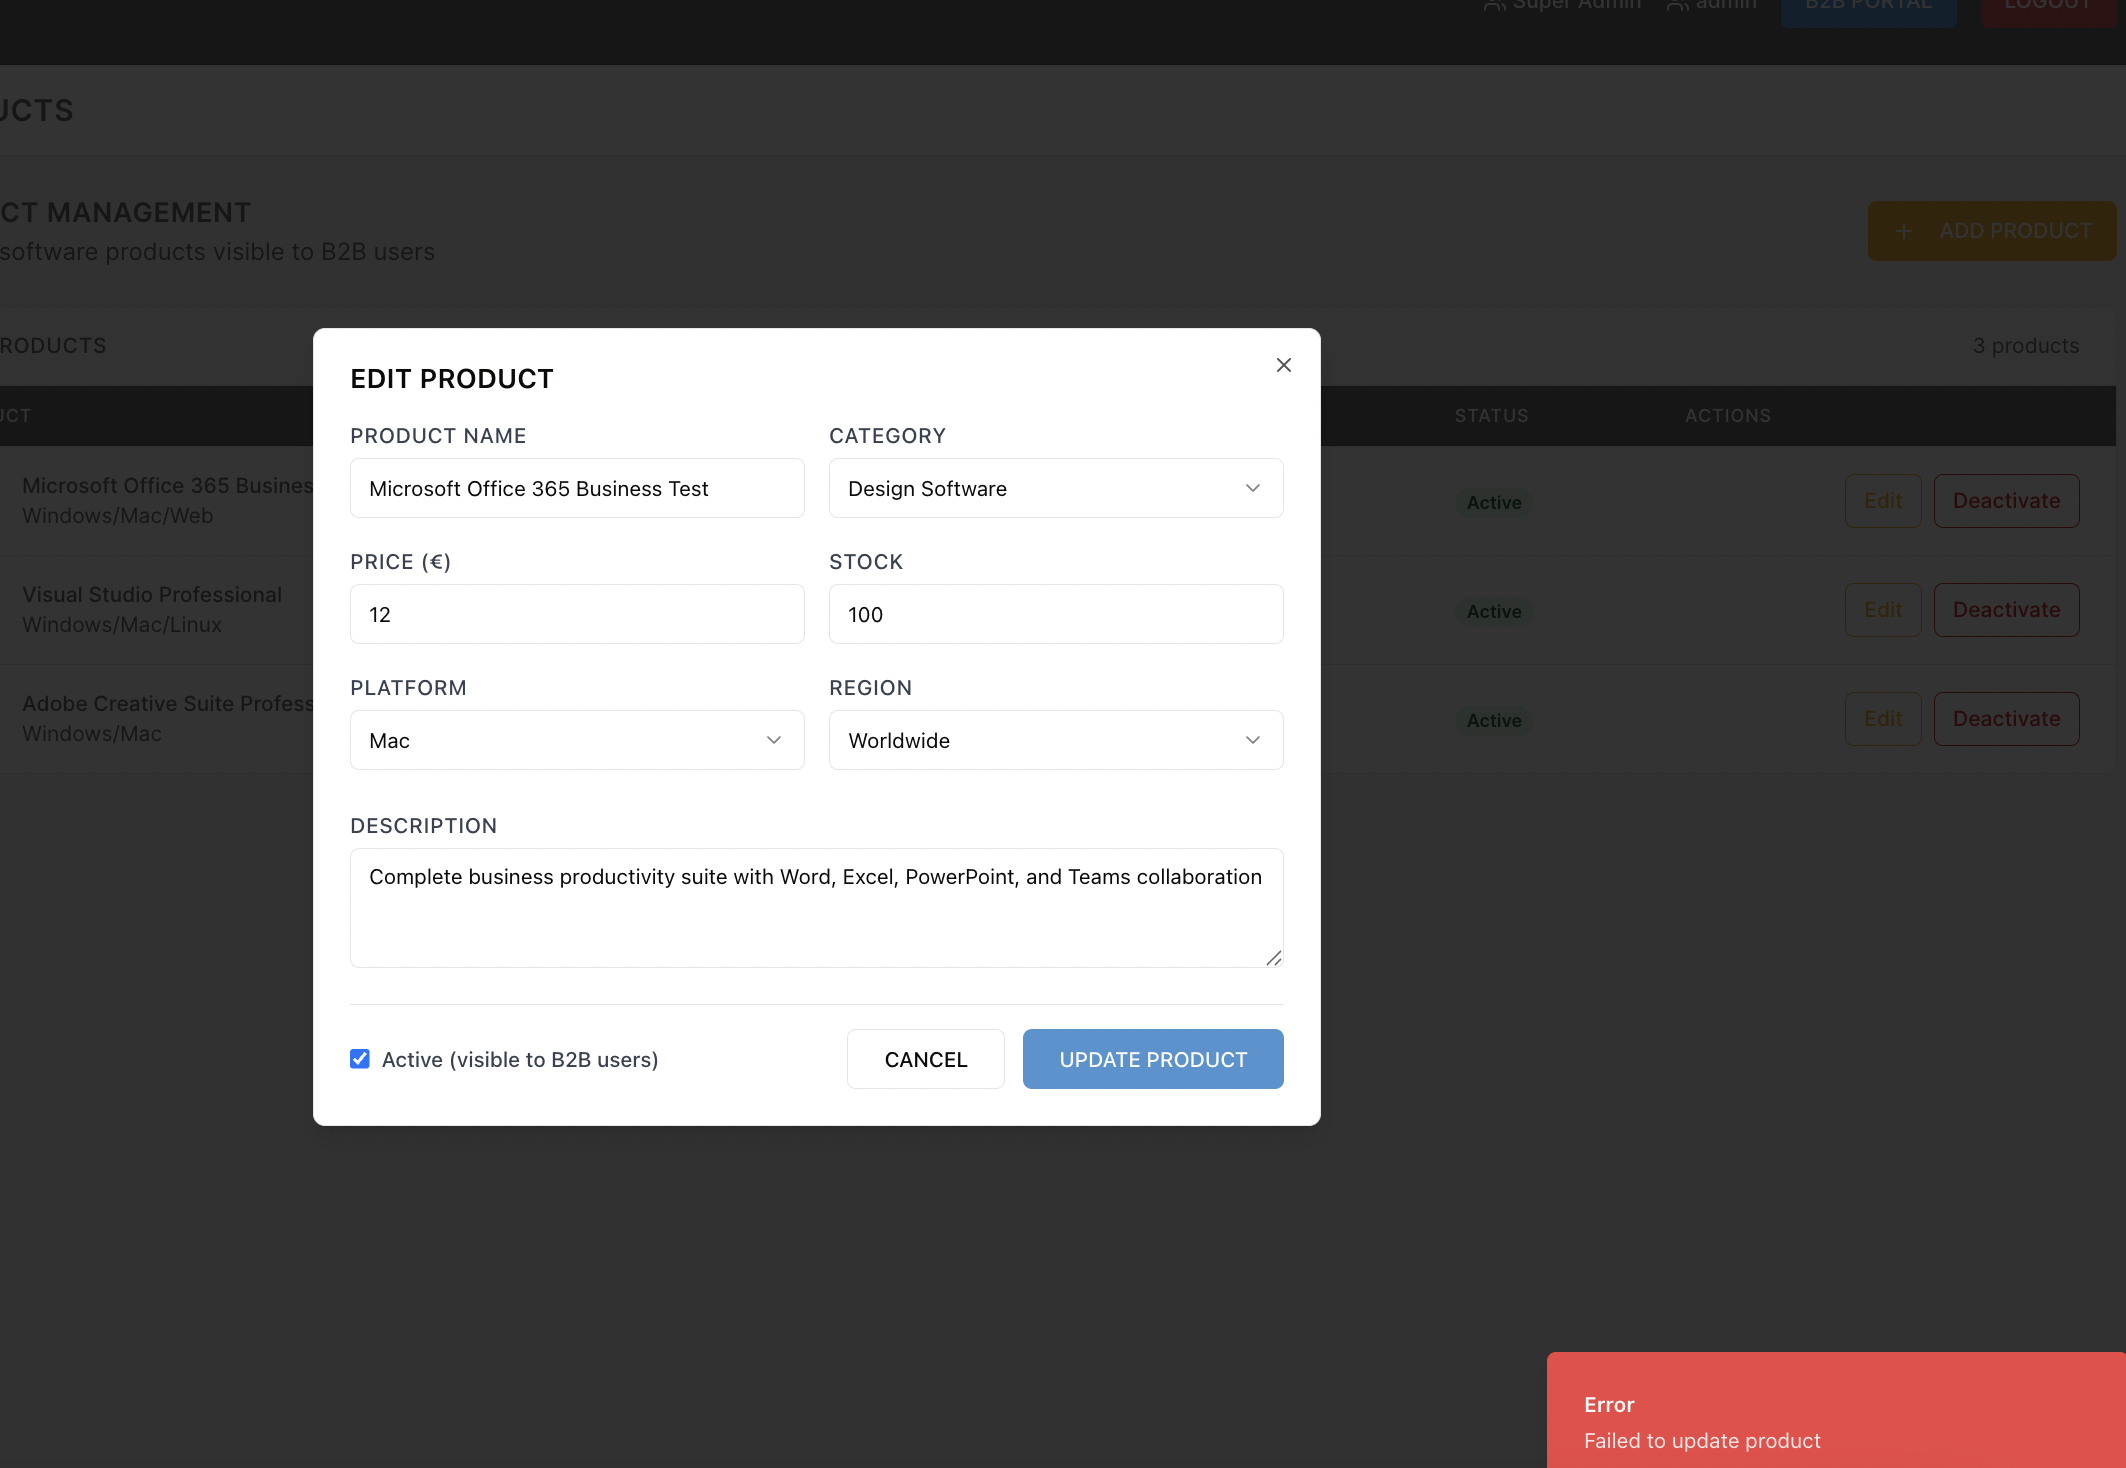 Super Admin
admin
B2B PORTAL
LOGOUT
UCTS
CT MANAGEMENT
software products visible to B2B users
+ ADD PRODUCT
RODUCTS
3 products
UCT
STATUS
ACTIONS
Microsoft Office 365 Busines
Windows/Mac/Web
Active
Edit
Deactivate
Visual Studio Professional
Windows/Mac/Linux
Active
Edit
Deactivate
Adobe Creative Suite Profess
Windows/Mac
Active
Edit
Deactivate
EDIT PRODUCT
PRODUCT NAME
CATEGORY
Microsoft Office 365 Business Test
Design Software
PRICE (€)
STOCK
12
100
PLATFORM
REGION
Mac
Worldwide
DESCRIPTION
Complete business productivity suite with Word, Excel, PowerPoint, and Teams collaboration
Active (visible to B2B users)
CANCEL
UPDATE PRODUCT
Error
Failed to update product